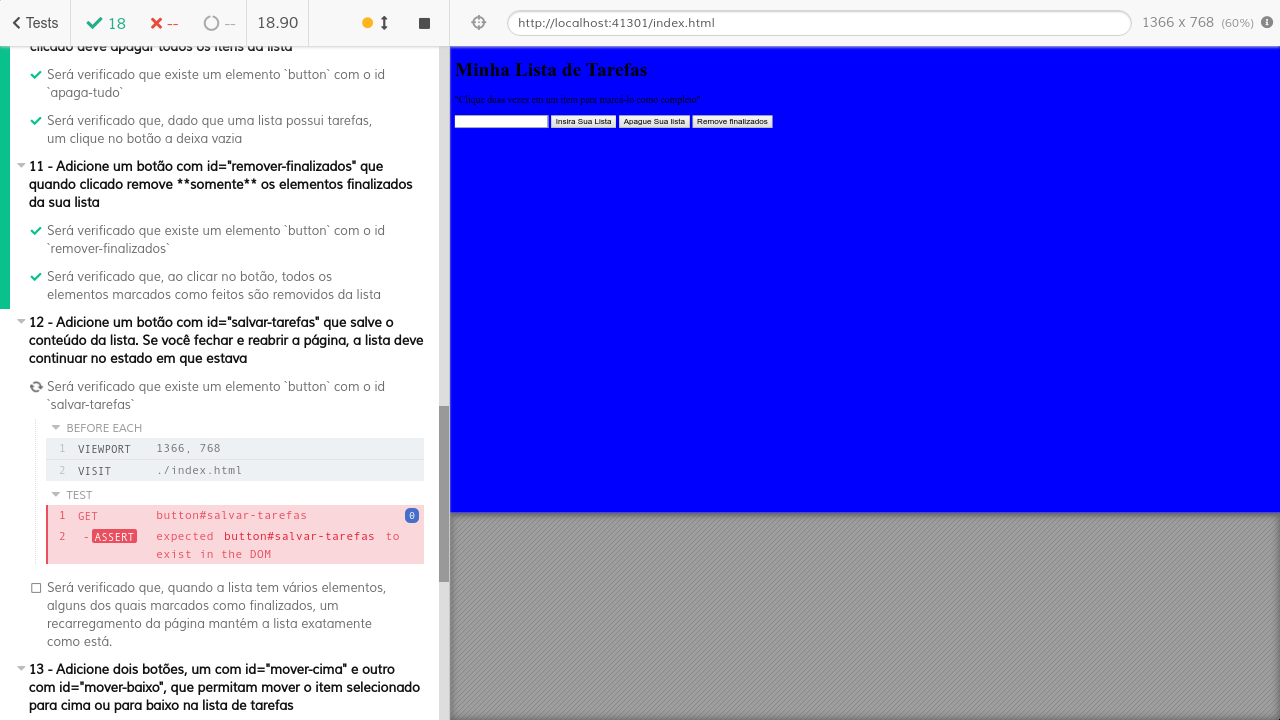 Tests
18
--
--
18.90
http://localhost:41301/index.html
1366 x 768 (60%)
clicado deve apagar todos os itens da lista
Será verificado que existe um elemento `button` com o id
`apaga-tudo`
Será verificado que, dado que uma lista possui tarefas,
um clique no botão a deixa vazia
11 - Adicione um botão com id="remover-finalizados" que
quando clicado remove **somente** os elementos finalizados
da sua lista
Será verificado que existe um elemento `button` com o id
`remover-finalizados`
Será verificado que, ao clicar no botão, todos os
elementos marcados como feitos são removidos da lista
12 - Adicione um botão com id="salvar-tarefas" que salve o
conteúdo da lista. Se você fechar e reabrir a página, a lista deve
continuar no estado em que estava
Será verificado que existe um elemento `button` com o id
`salvar-tarefas`
BEFORE EACH
1 VIEWPORT 1366, 768
2 VISIT ./index.html
TEST
1 GET button#salvar-tarefas 0
2 -ASSERT expected button#salvar-tarefas to
exist in the DOM
Será verificado que, quando a lista tem vários elementos,
alguns dos quais marcados como finalizados, um
recarregamento da página mantém a lista exatamente
como está.
13 - Adicione dois botões, um com id="mover-cima" e outro
com id="mover-baixo", que permitam mover o item selecionado
para cima ou para baixo na lista de tarefas
Minha Lista de Tarefas
"Clique duas vezes em um item para marcá-lo como completo"
Insira Sua Lista
Apague Sua lista
Remove finalizados